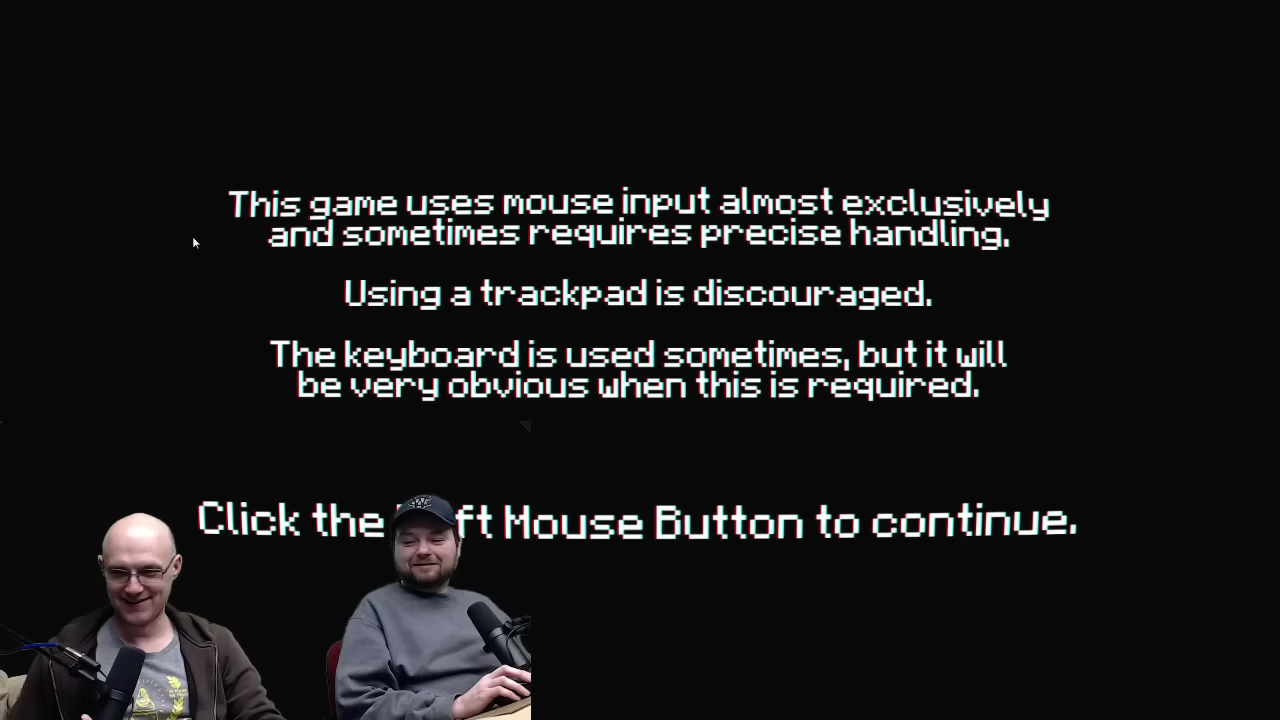 This game uses mouse input almost exclusively
and sometimes requires precise handling.
Using a trackpad is discouraged.
The keyboard is used sometimes, but it will
be very obvious when this is required.
Click the ft Mouse Button to continue.